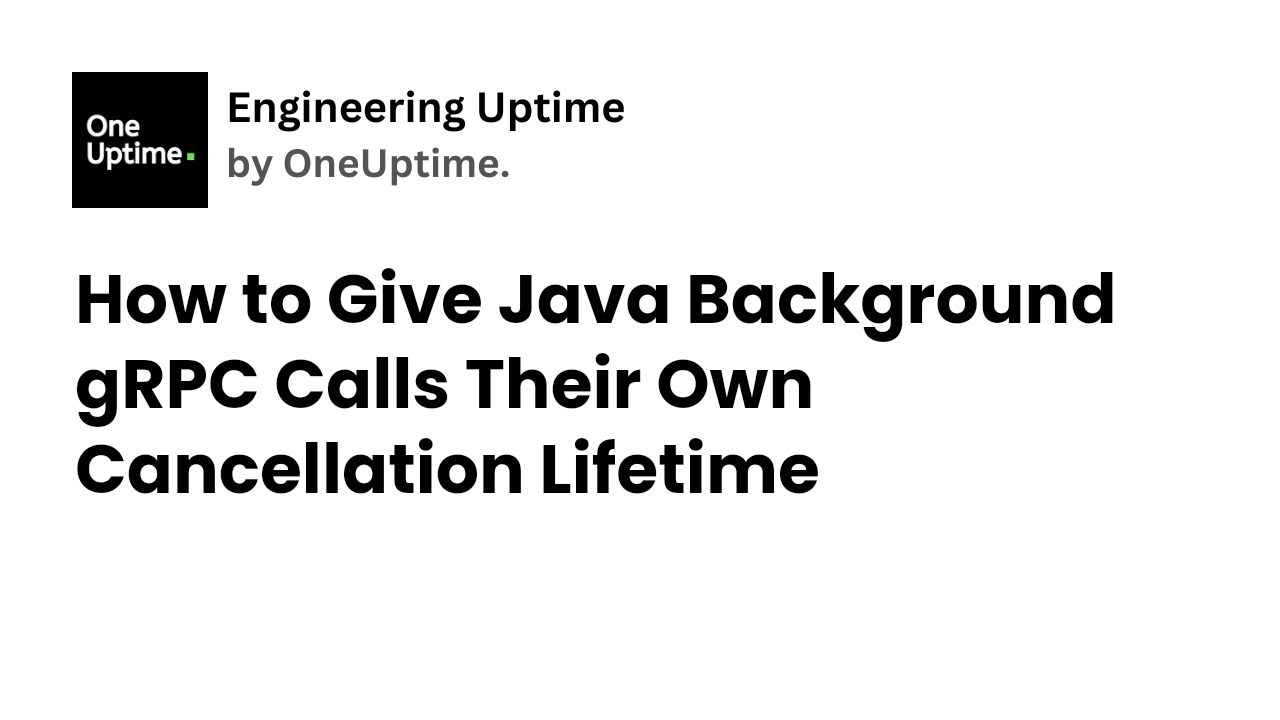 One
Uptime.
Engineering Uptime
by OneUptime.
How to Give Java Background
gRPC Calls Their Own
Cancellation Lifetime